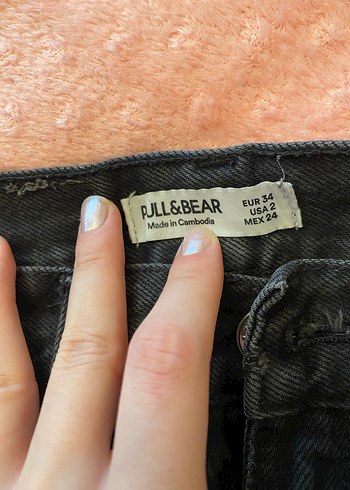 PULL&BEAR
Made in Cambodia
EUR 34
USA 2
MEX 24